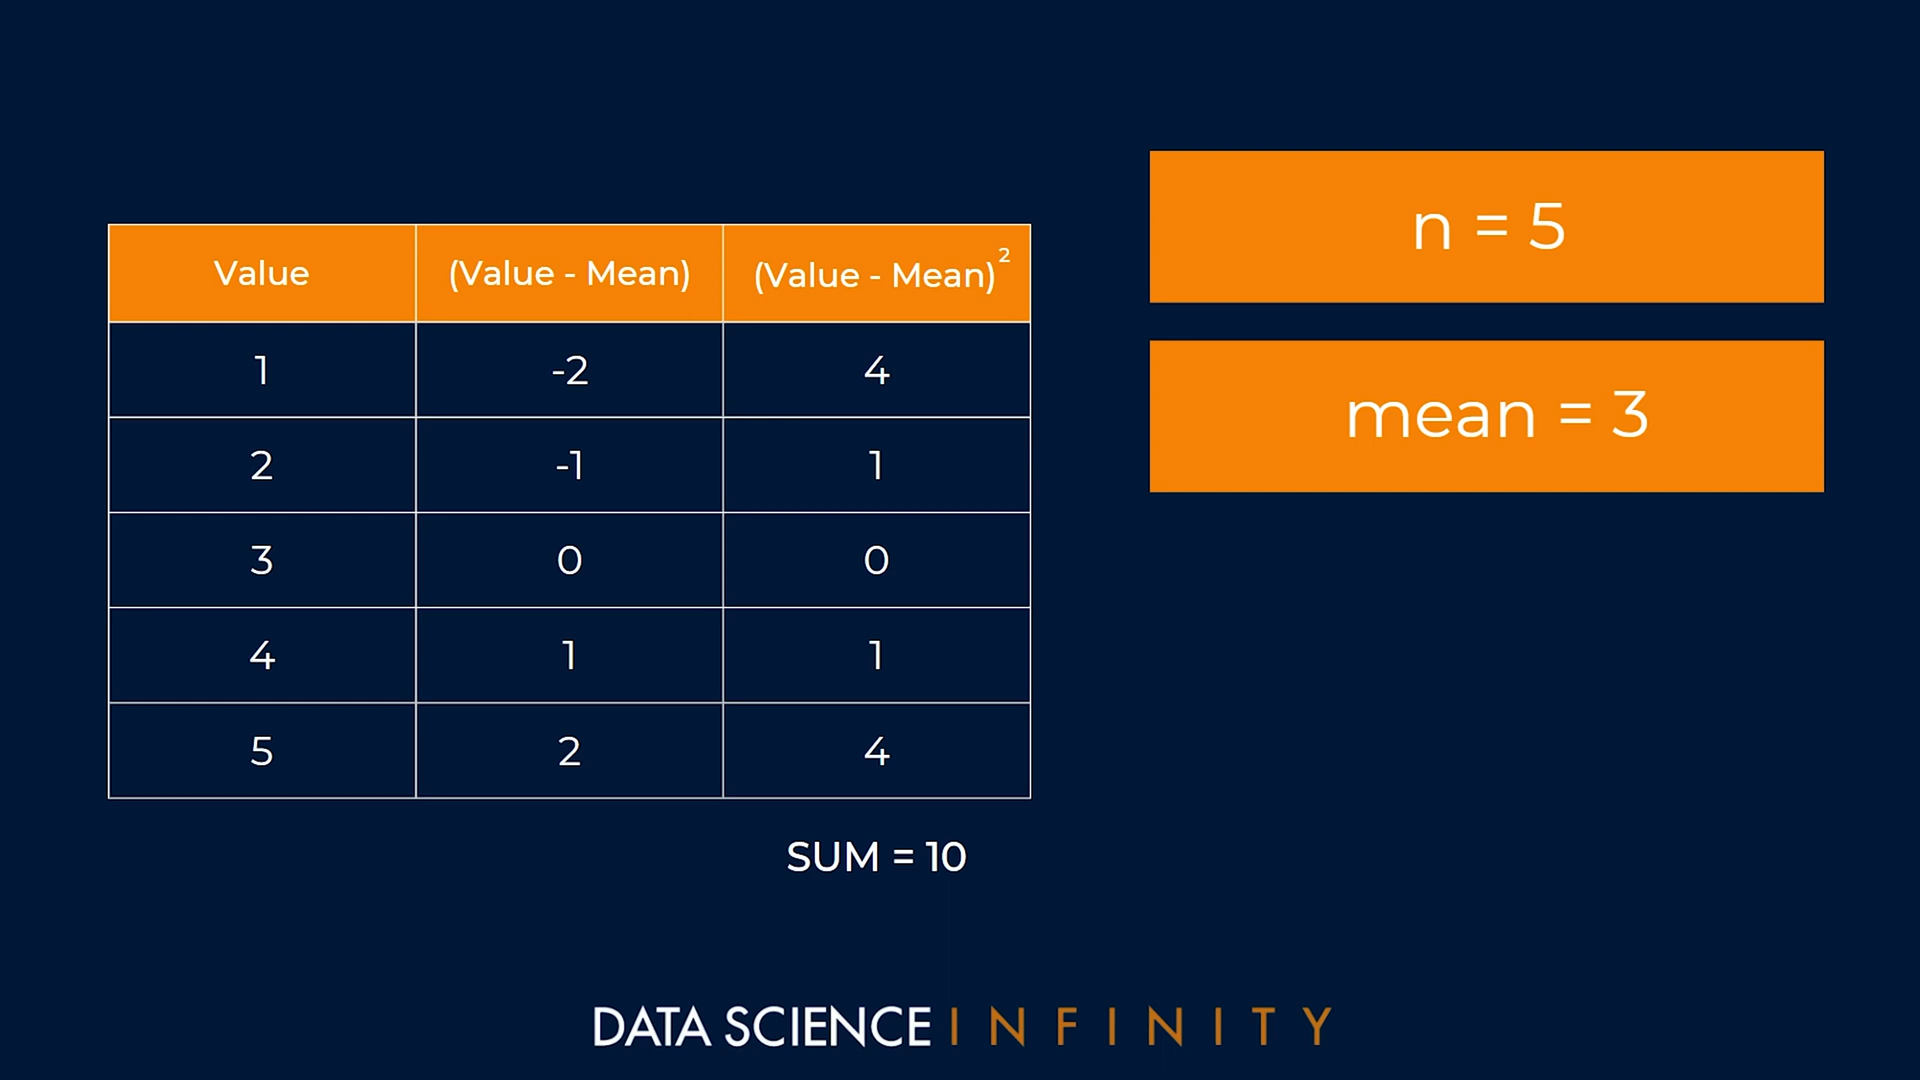 Value (Value - Mean) (Value - Mean)²
1 -2 4
2 -1 1
3 0 0
4 1 1
5 2 4
SUM = 10
n = 5
mean = 3
DATA SCIENCE INFINITY